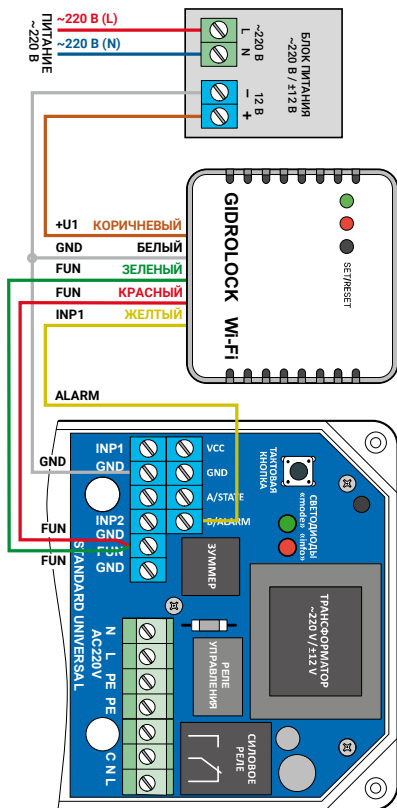 ~220 В (L)
~220 В (N)
ПИТАНИЕ
~220 В
L
N
~220 В
–
+
12 В
БЛОК ПИТАНИЯ
~220 В / ±12 В
GIDROLOCK Wi-Fi
SET/RESET
+U1 КОРИЧНЕВЫЙ
GND БЕЛЫЙ
FUN ЗЕЛЕНЫЙ
FUN КРАСНЫЙ
INP1 ЖЕЛТЫЙ
ALARM
GND
FUN
FUN
INP1
GND
INP2
GND
FUN
GND
VCC
GND
A/STATE
B/ALARM
ТАКТОВАЯ
КНОПКА
СВЕТОДИОДЫ
«mode» «info»
ЗУММЕР
STANDARD UNIVERSAL
AC220V
N
L
PE
PE
C
N
L
ТРАНСФОРМАТОР
~220 V / ±12 V
РЕЛЕ
УПРАВЛЕНИЯ
СИЛОВОЕ
РЕЛЕ